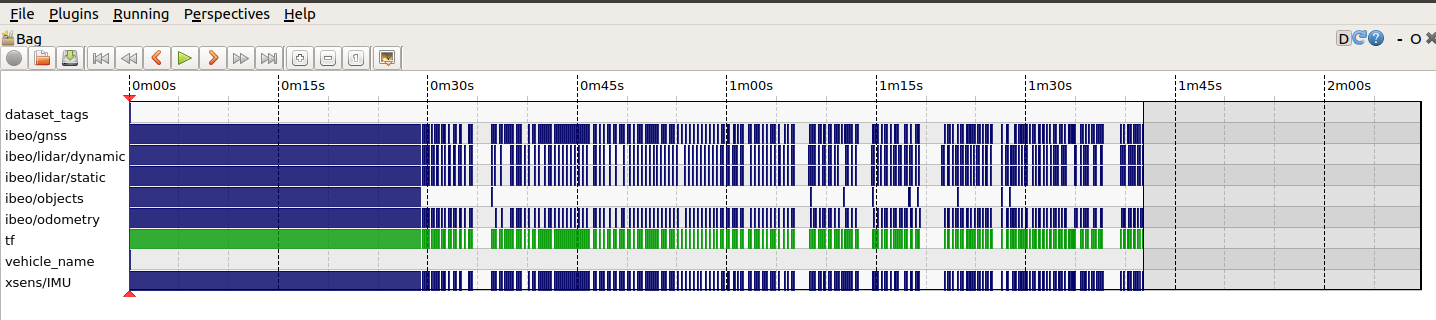 File Plugins Running Perspectives Help
Bag D - O
0m00s 0m15s 0m30s 0m45s 1m00s 1m15s 1m30s 1m45s 2m00s
dataset_tags
ibeo/gnss
ibeo/lidar/dynamic
ibeo/lidar/static
ibeo/objects
ibeo/odometry
tf
vehicle_name
xsens/IMU